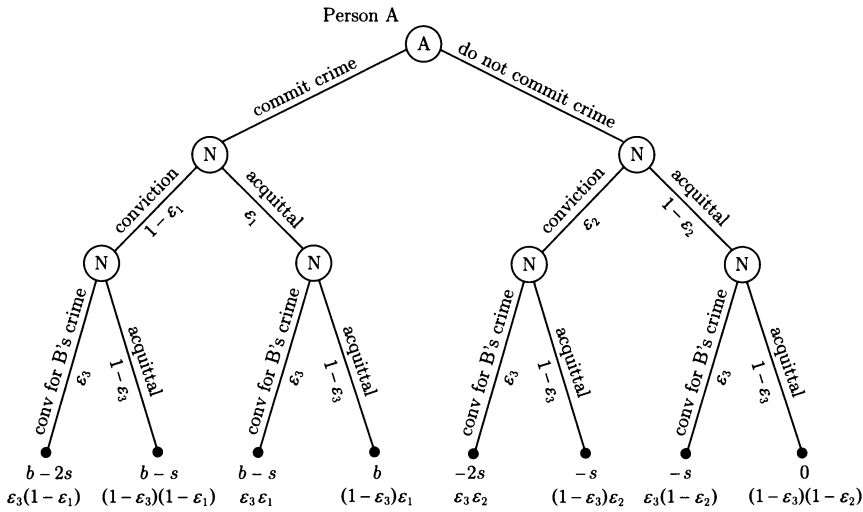 Person A
A
commit crime
do not commit crime
N
N
conviction
1 − ε₁
acquittal
ε₁
conviction
ε₂
acquittal
1 − ε₂
N
N
N
N
conv for B's crime
ε₃
acquittal
1 − ε₃
conv for B's crime
ε₃
acquittal
1 − ε₃
conv for B's crime
ε₃
acquittal
1 − ε₃
conv for B's crime
ε₃
acquittal
1 − ε₃
b − 2s b − s b − s b −2s −s −s 0
ε₃(1 − ε₁) (1 − ε₃)(1 − ε₁) ε₃ε₁ (1 − ε₃)ε₁ ε₃ε₂ (1 − ε₃)ε₂ ε₃(1 − ε₂) (1 − ε₃)(1 − ε₂)